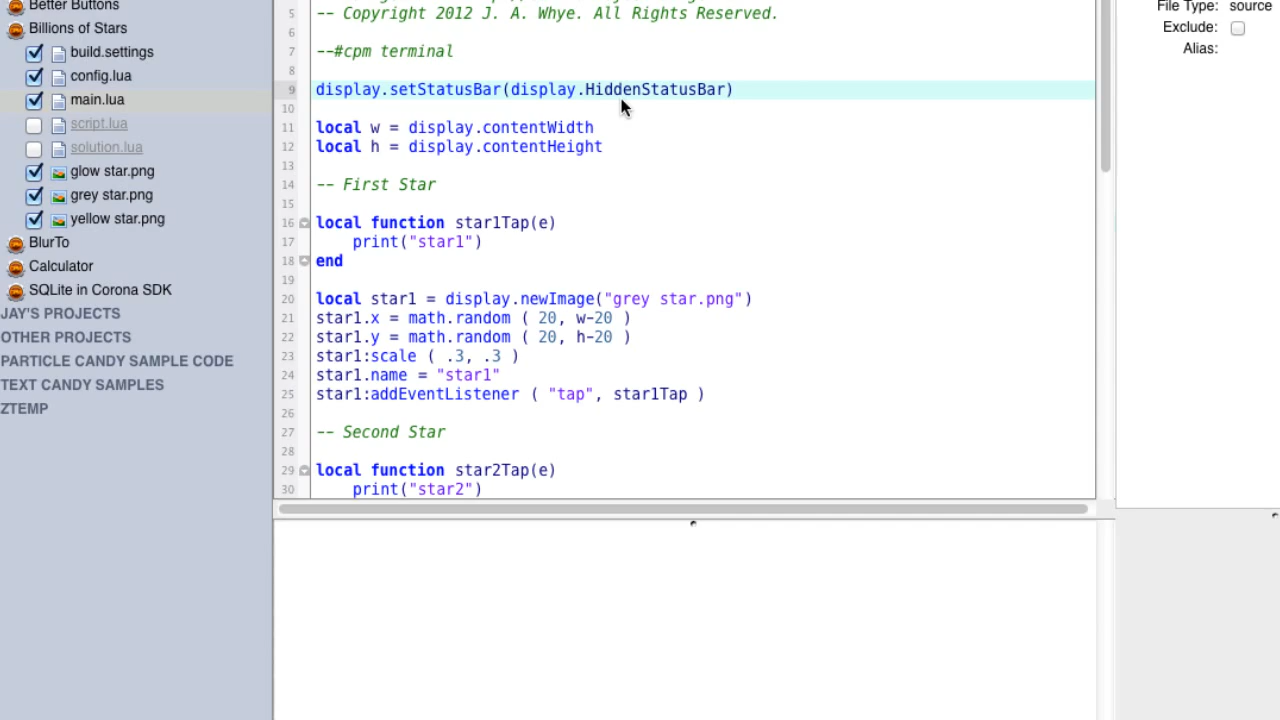 Better Buttons
Billions of Stars
build.settings
config.lua
main.lua
script.lua
solution.lua
glow star.png
grey star.png
yellow star.png
BlurTo
Calculator
SQLite in Corona SDK
JAY'S PROJECTS
OTHER PROJECTS
PARTICLE CANDY SAMPLE CODE
TEXT CANDY SAMPLES
ZTEMP
5 -- Copyright 2012 J. A. Whye. All Rights Reserved.
6
7 --#cpm terminal
8
9 display.setStatusBar(display.HiddenStatusBar)
10
11 local w = display.contentWidth
12 local h = display.contentHeight
13
14 -- First Star
15
16 local function star1Tap(e)
17 print("star1")
18 end
19
20 local star1 = display.newImage("grey star.png")
21 star1.x = math.random ( 20, w-20 )
22 star1.y = math.random ( 20, h-20 )
23 star1:scale ( .3, .3 )
24 star1.name = "star1"
25 star1:addEventListener ( "tap", star1Tap )
26
27 -- Second Star
28
29 local function star2Tap(e)
30 print("star2")
File Type: source
Exclude:
Alias: